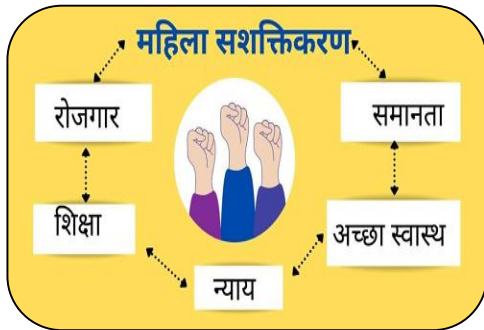 महिला सशक्तिकरण
रोजगार
समानता
शिक्षा
अच्छा स्वास्थ
न्याय